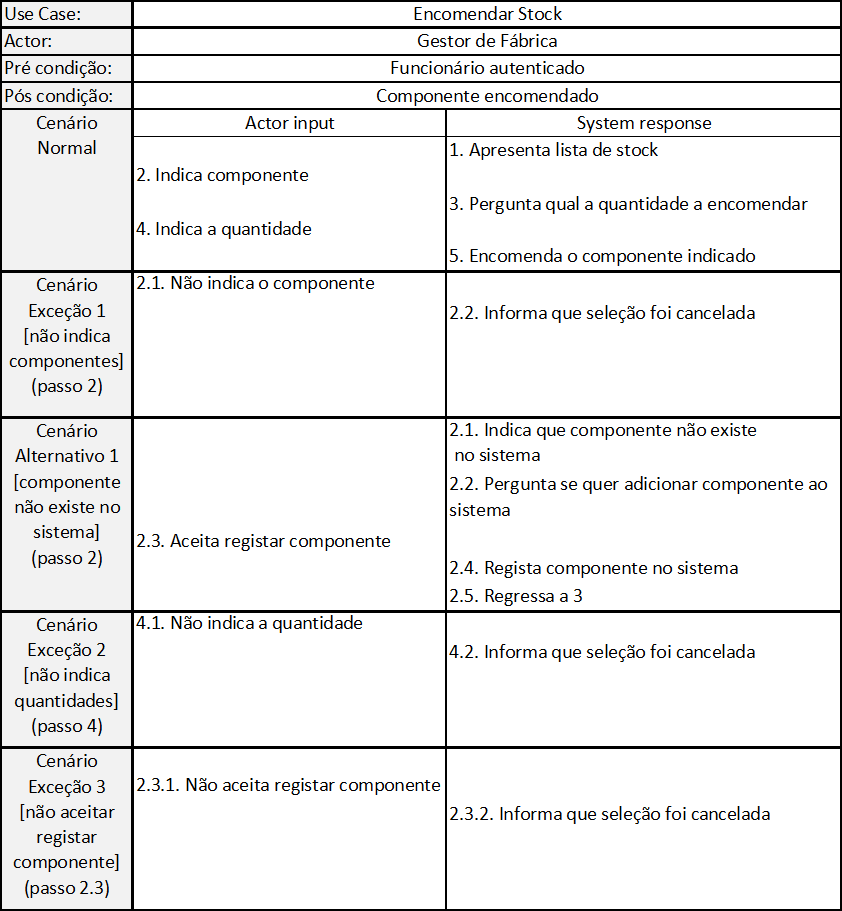 Use Case:
Encomendar Stock
Actor:
Gestor de Fábrica
Pré condição:
Funcionário autenticado
Pós condição:
Componente encomendado
Cenário
Normal
Actor input
System response
1. Apresenta lista de stock
2. Indica componente
3. Pergunta qual a quantidade a encomendar
4. Indica a quantidade
5. Encomenda o componente indicado
Cenário
Exceção 1
[não indica
componentes]
(passo 2)
2.1. Não indica o componente
2.2. Informa que seleção foi cancelada
Cenário
Alternativo 1
[componente
não existe no
sistema]
(passo 2)
2.1. Indica que componente não existe
no sistema
2.2. Pergunta se quer adicionar componente ao
sistema
2.3. Aceita registar componente
2.4. Regista componente no sistema
2.5. Regressa a 3
Cenário
Exceção 2
[não indica
quantidades]
(passo 4)
4.1. Não indica a quantidade
4.2. Informa que seleção foi cancelada
Cenário
Exceção 3
[não aceitar
registar
componente]
(passo 2.3)
2.3.1. Não aceita registar componente
2.3.2. Informa que seleção foi cancelada